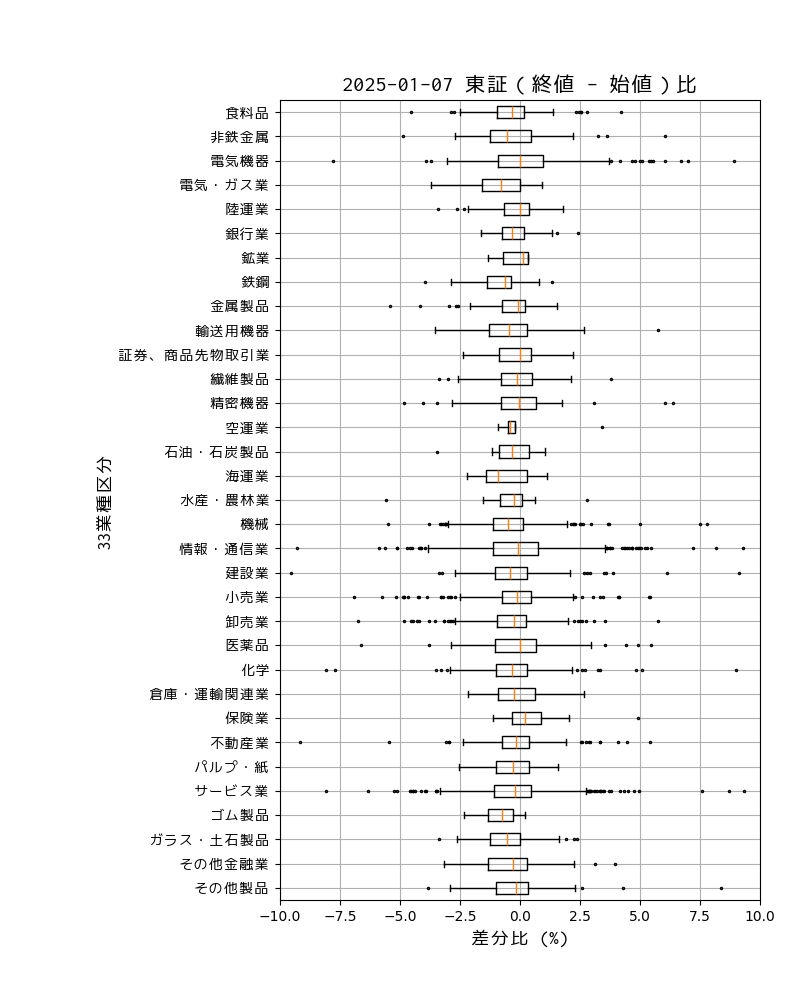 2025-01-07 東証 ( 終値 - 始値 ) 比
食料品
非鉄金属
電気機器
電気・ガス業
陸運業
銀行業
鉱業
鉄鋼
金属製品
輸送用機器
証券、商品先物取引業
繊維製品
精密機器
空運業
石油・石炭製品
海運業
水産・農林業
機械
情報・通信業
建設業
小売業
卸売業
医薬品
化学
倉庫・運輸関連業
保険業
不動産業
パルプ・紙
サービス業
ゴム製品
ガラス・土石製品
その他金融業
その他製品
33業種区分
−10.0 −7.5 −5.0 −2.5 0.0 2.5 5.0 7.5 10.0
差分比 (%)